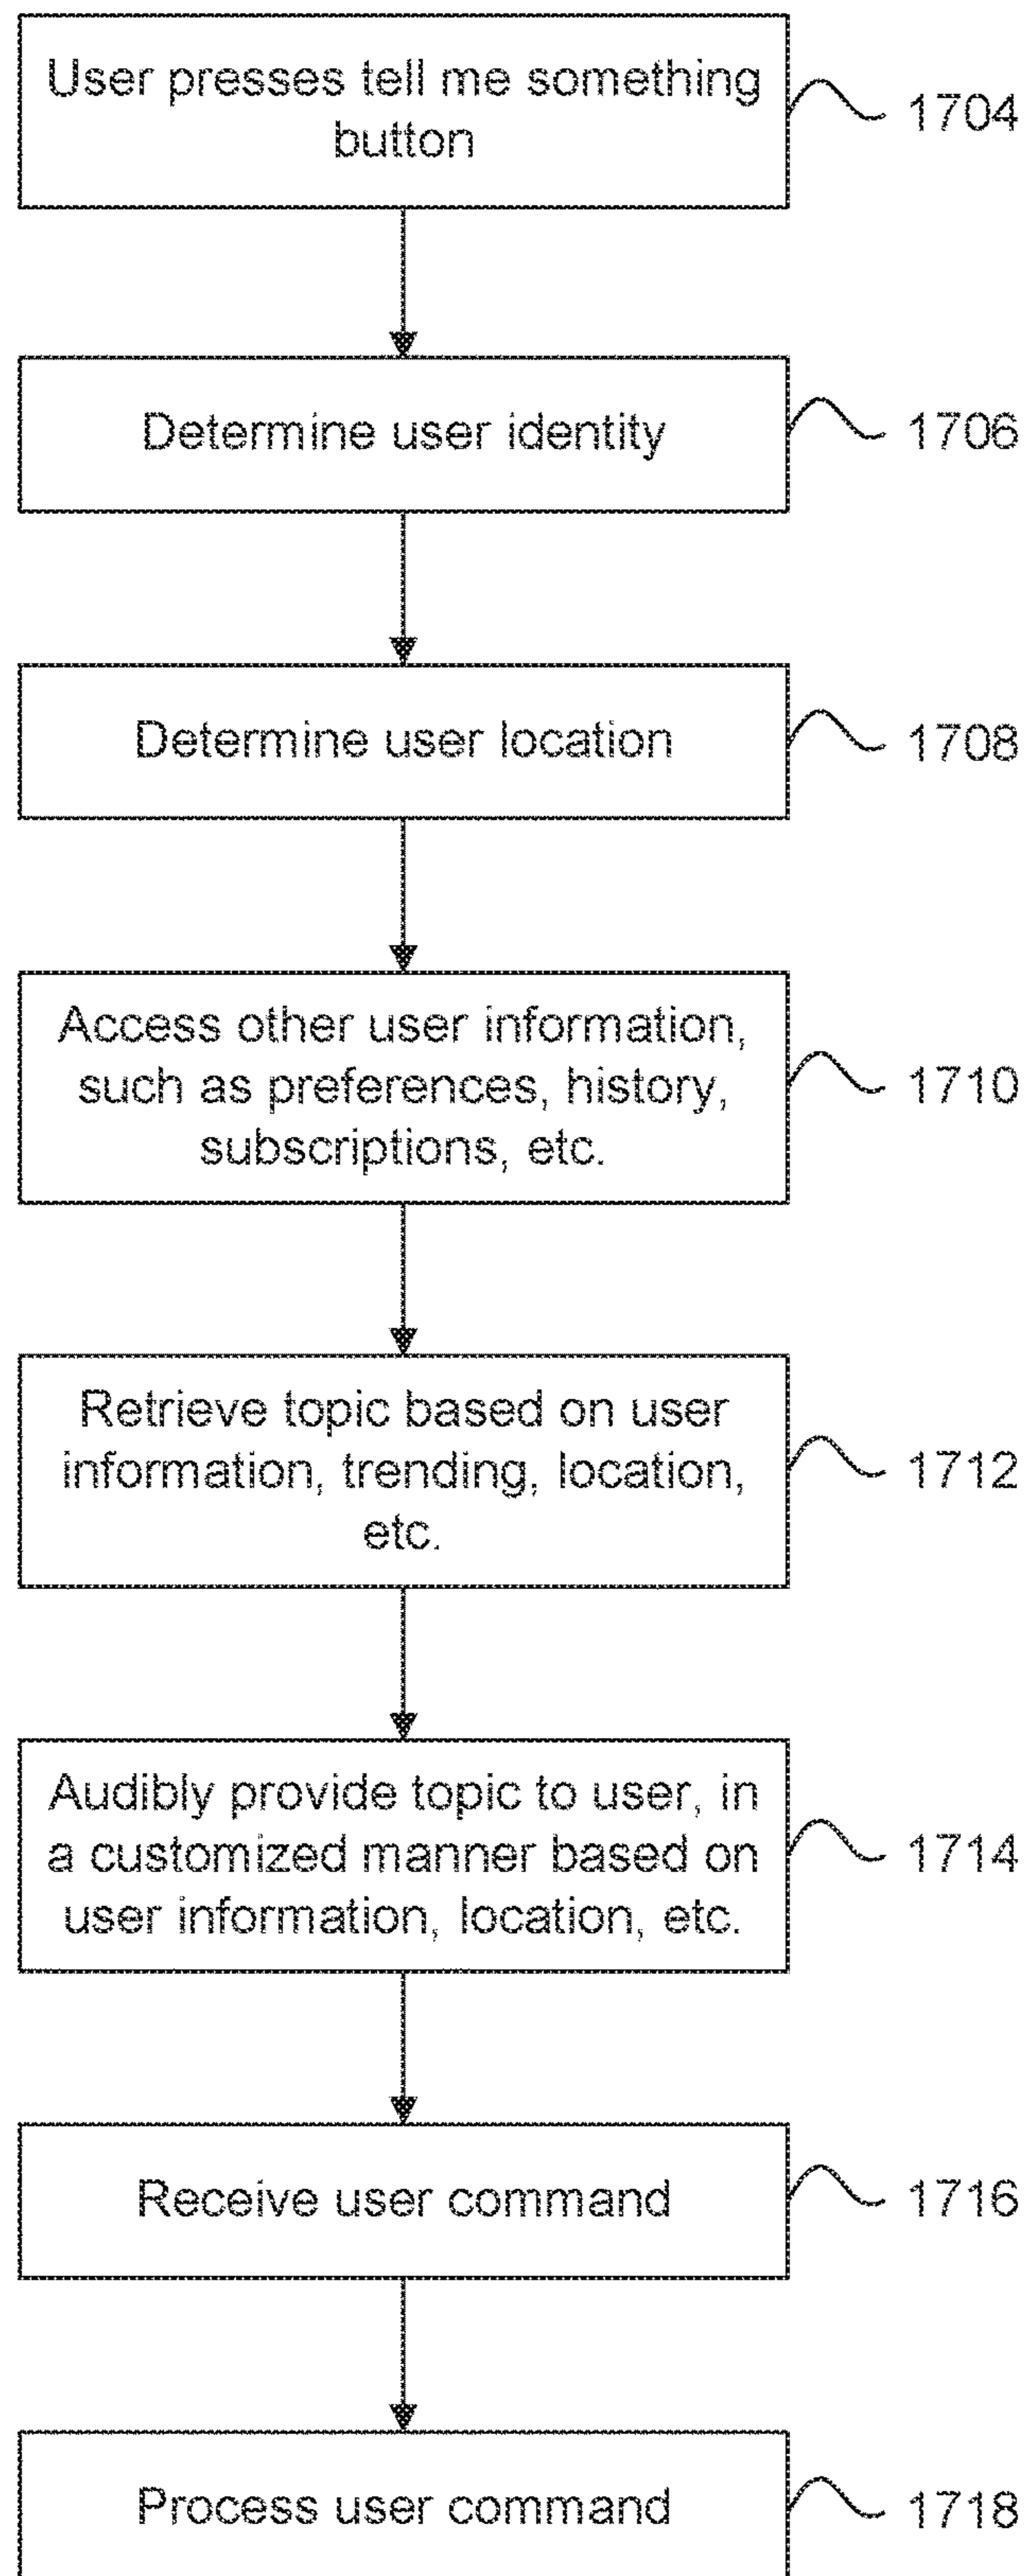 User presses tell me something
button
1704
Determine user identity
1706
Determine user location
1708
Access other user information,
such as preferences, history,
subscriptions, etc.
1710
Retrieve topic based on user
information, trending, location,
etc.
1712
Audibly provide topic to user, in
a customized manner based on
user information, location, etc.
1714
Receive user command
1716
Process user command
1718